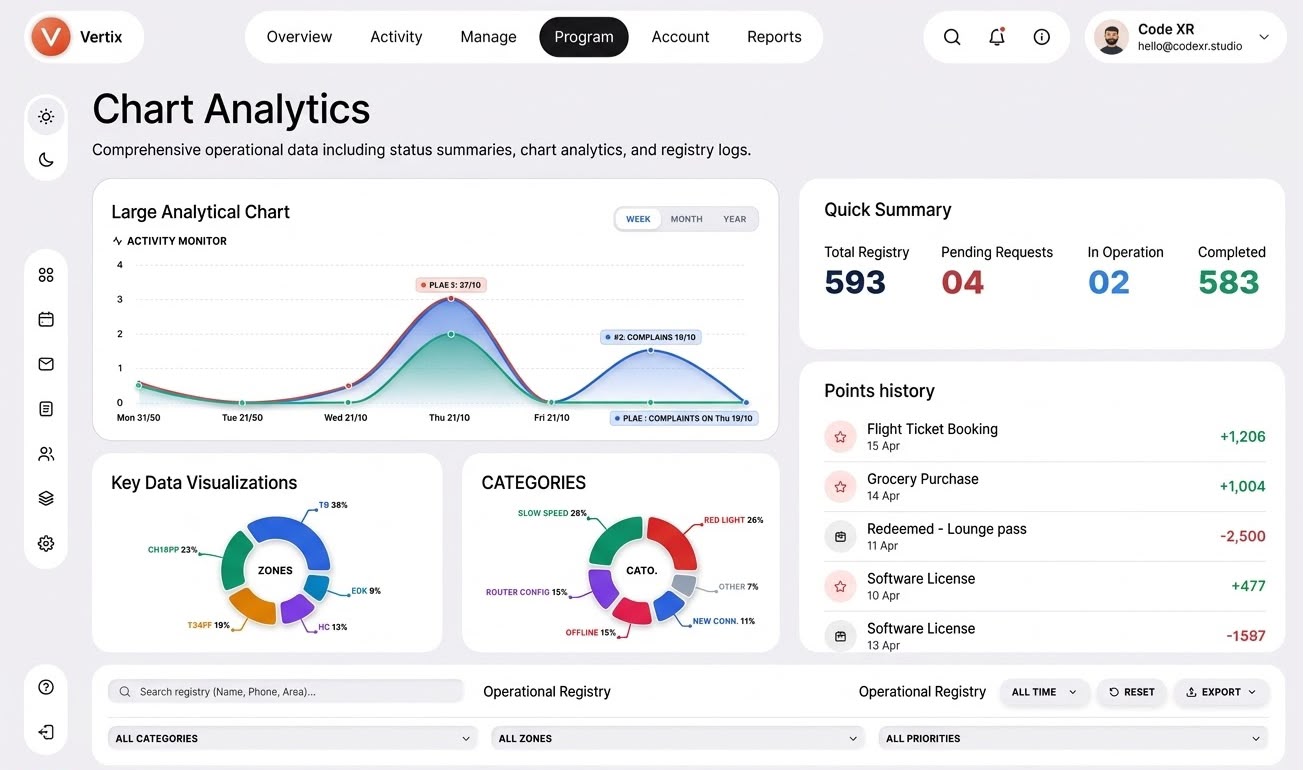 Vertix
Overview Activity Manage Program Account Reports
Code XR
hello@codexr.studio
Chart Analytics
Comprehensive operational data including status summaries, chart analytics, and registry logs.
Large Analytical Chart
WEEK MONTH YEAR
ACTIVITY MONITOR
4
3
2
1
0
PLAE S: 37/10
#2. COMPLAINS 18/10
PLAE : COMPLAINTS ON Thu 19/10
Mon 31/50 Tue 21/50 Wed 21/10 Thu 21/10 Fri 21/10
Quick Summary
Total Registry Pending Requests In Operation Completed
593 04 02 583
Points history
Flight Ticket Booking +1,206
15 Apr
Grocery Purchase +1,004
14 Apr
Redeemed - Lounge pass -2,500
11 Apr
Software License +477
10 Apr
Software License -1587
13 Apr
Key Data Visualizations
T9 38%
CH18PP 23%
ZONES
EDK 9%
T34PF 19%
HC 13%
CATEGORIES
SLOW SPEED 28%
RED LIGHT 26%
CATO.
OTHER 7%
ROUTER CONFIG 15%
NEW CONN. 11%
OFFLINE 15%
Search registry (Name, Phone, Area)... Operational Registry Operational Registry ALL TIME RESET EXPORT
ALL CATEGORIES ALL ZONES ALL PRIORITIES